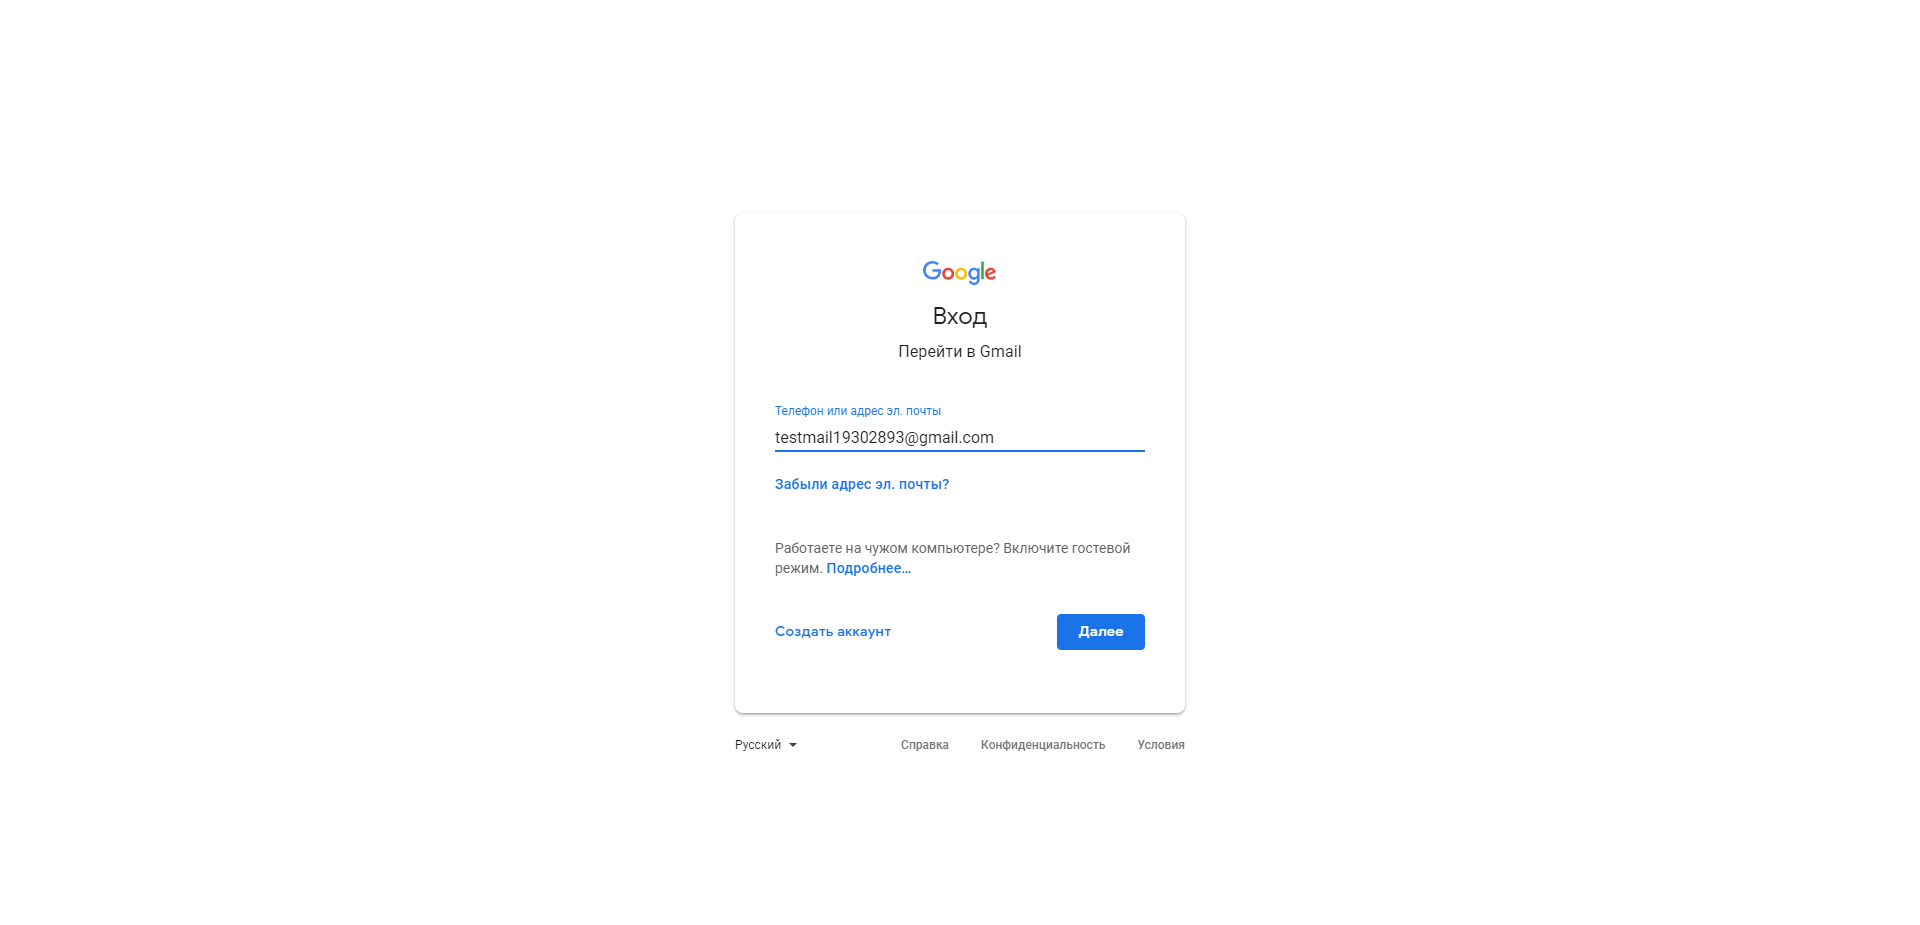 Google
Вход
Перейти в Gmail
Телефон или адрес эл. почты
testmail19302893@gmail.com
Забыли адрес эл. почты?
Работаете на чужом компьютере? Включите гостевой
режим. Подробнее…
Создать аккаунт
Далее
Русский
Справка
Конфиденциальность
Условия